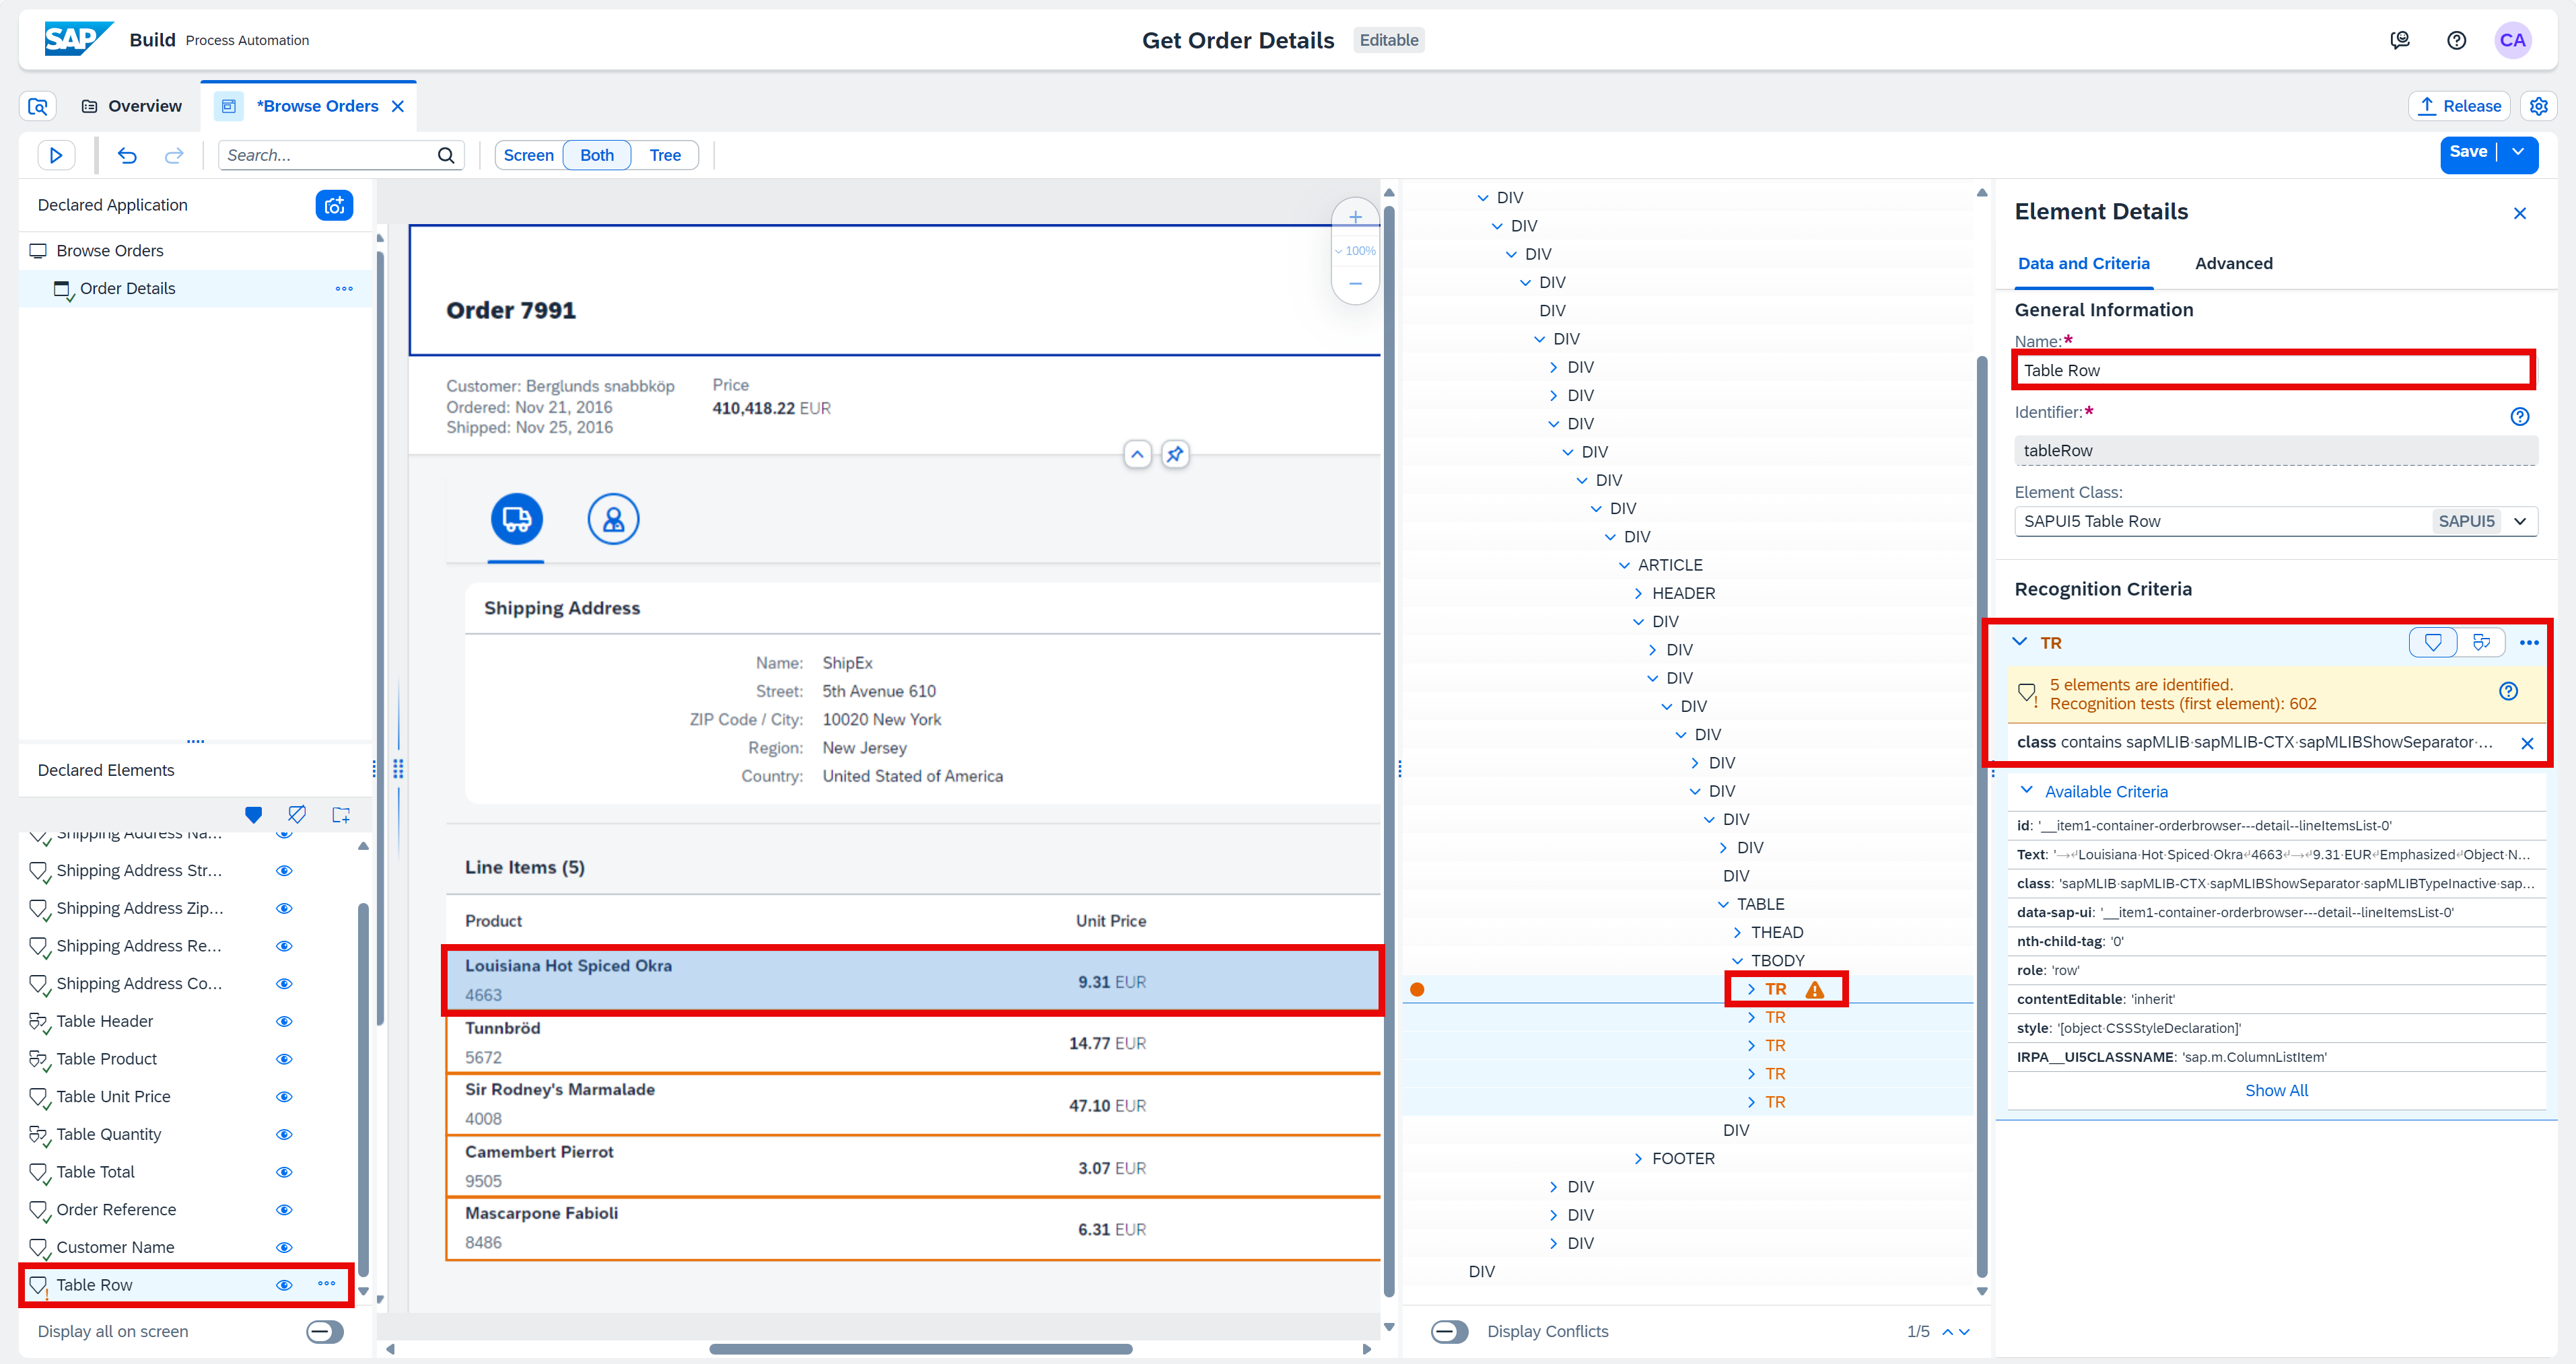 SAP Build Process Automation
Get Order Details Editable
CA
Overview
*Browse Orders
Release
Search...
Screen Both Tree
Save
Declared Application
Browse Orders
Order Details
Declared Elements
Shipping Address Na...
Shipping Address Str...
Shipping Address Zip...
Shipping Address Re...
Shipping Address Co...
Table Header
Table Product
Table Unit Price
Table Quantity
Table Total
Order Reference
Customer Name
Table Row
Display all on screen
100%
Order 7991
Customer: Berglunds snabbköp
Ordered: Nov 21, 2016
Shipped: Nov 25, 2016
Price
410,418.22 EUR
Shipping Address
Name: ShipEx
Street: 5th Avenue 610
ZIP Code / City: 10020 New York
Region: New Jersey
Country: United Stated of America
Line Items (5)
Product Unit Price
Louisiana Hot Spiced Okra
4663
9.31 EUR
Tunnbröd
5672
14.77 EUR
Sir Rodney's Marmalade
4008
47.10 EUR
Camembert Pierrot
9505
3.07 EUR
Mascarpone Fabioli
8486
6.31 EUR
DIV
DIV
DIV
DIV
DIV
DIV
DIV
DIV
DIV
DIV
DIV
DIV
DIV
ARTICLE
HEADER
DIV
DIV
DIV
DIV
DIV
DIV
DIV
DIV
DIV
DIV
TABLE
THEAD
TBODY
TR
TR
TR
TR
TR
DIV
FOOTER
DIV
DIV
DIV
DIV
Display Conflicts
1/5
Element Details
Data and Criteria Advanced
General Information
Name:*
Table Row
Identifier:*
tableRow
Element Class:
SAPUI5 Table Row SAPUI5
Recognition Criteria
TR
5 elements are identified.
Recognition tests (first element): 602
class contains sapMLIB·sapMLIB-CTX·sapMLIBShowSeparator·...
Available Criteria
id: '__item1-container-orderbrowser---detail--lineItemsList-0'
Text: '→↵Louisiana·Hot·Spiced·Okra↵4663↵→↵9.31·EUR↵Emphasized↵Object·N...
class: 'sapMLIB·sapMLIB-CTX·sapMLIBShowSeparator·sapMLIBTypeInactive·sap...
data-sap-ui: '__item1-container-orderbrowser---detail--lineItemsList-0'
nth-child-tag: '0'
role: 'row'
contentEditable: 'inherit'
style: '[object·CSSStyleDeclaration]'
IRPA__UI5CLASSNAME: 'sap.m.ColumnListItem'
Show All